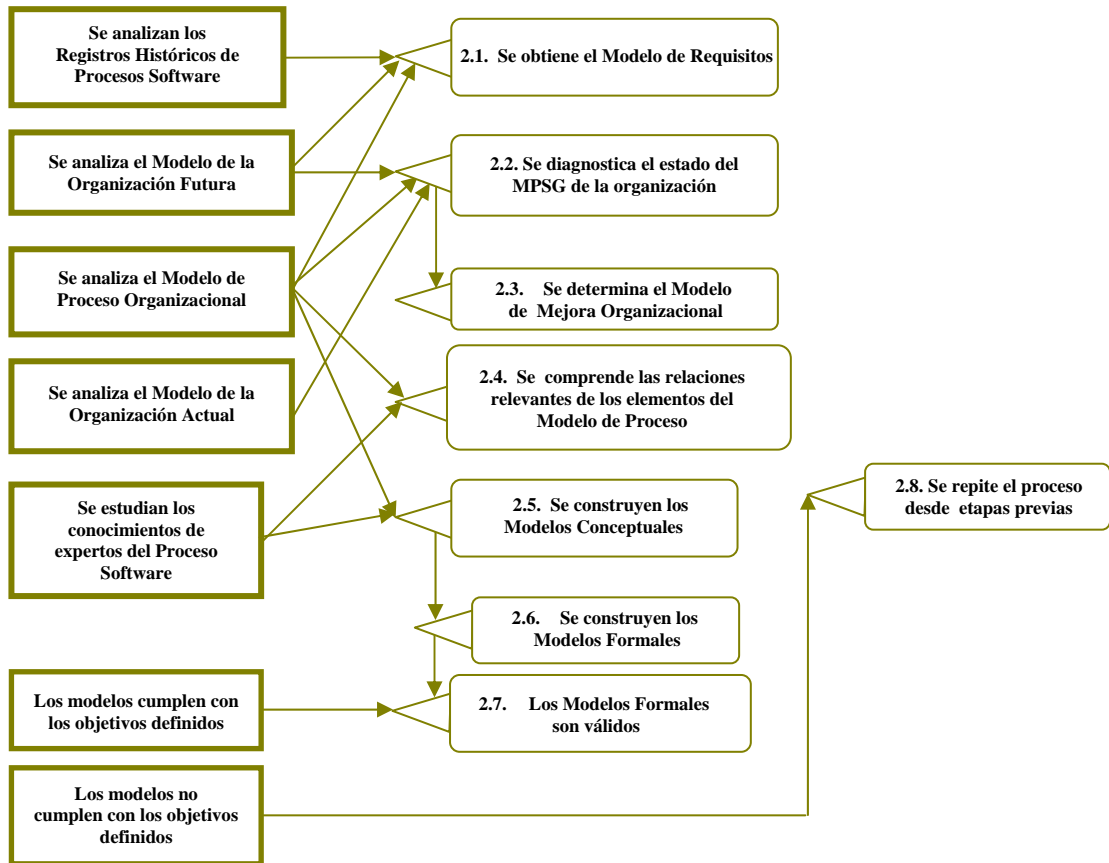 Se analizan los
Registros Históricos de
Procesos Software
2.1. Se obtiene el Modelo de Requisitos
Se analiza el Modelo de la
Organización Futura
2.2. Se diagnostica el estado del
MPSG de la organización
Se analiza el Modelo de
Proceso Organizacional
2.3. Se determina el Modelo
de Mejora Organizacional
Se analiza el Modelo de la
Organización Actual
2.4. Se comprende las relaciones
relevantes de los elementos del
Modelo de Proceso
Se estudian los
conocimientos de
expertos del Proceso
Software
2.5. Se construyen los
Modelos Conceptuales
2.8. Se repite el proceso
desde etapas previas
2.6. Se construyen los
Modelos Formales
Los modelos cumplen con
los objetivos definidos
2.7. Los Modelos Formales
son válidos
Los modelos no
cumplen con los objetivos
definidos